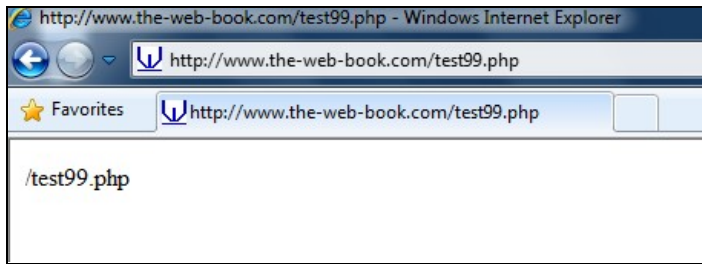 http://www.the-web-book.com/test99.php - Windows Internet Explorer
http://www.the-web-book.com/test99.php
Favorites http://www.the-web-book.com/test99.php
/test99.php